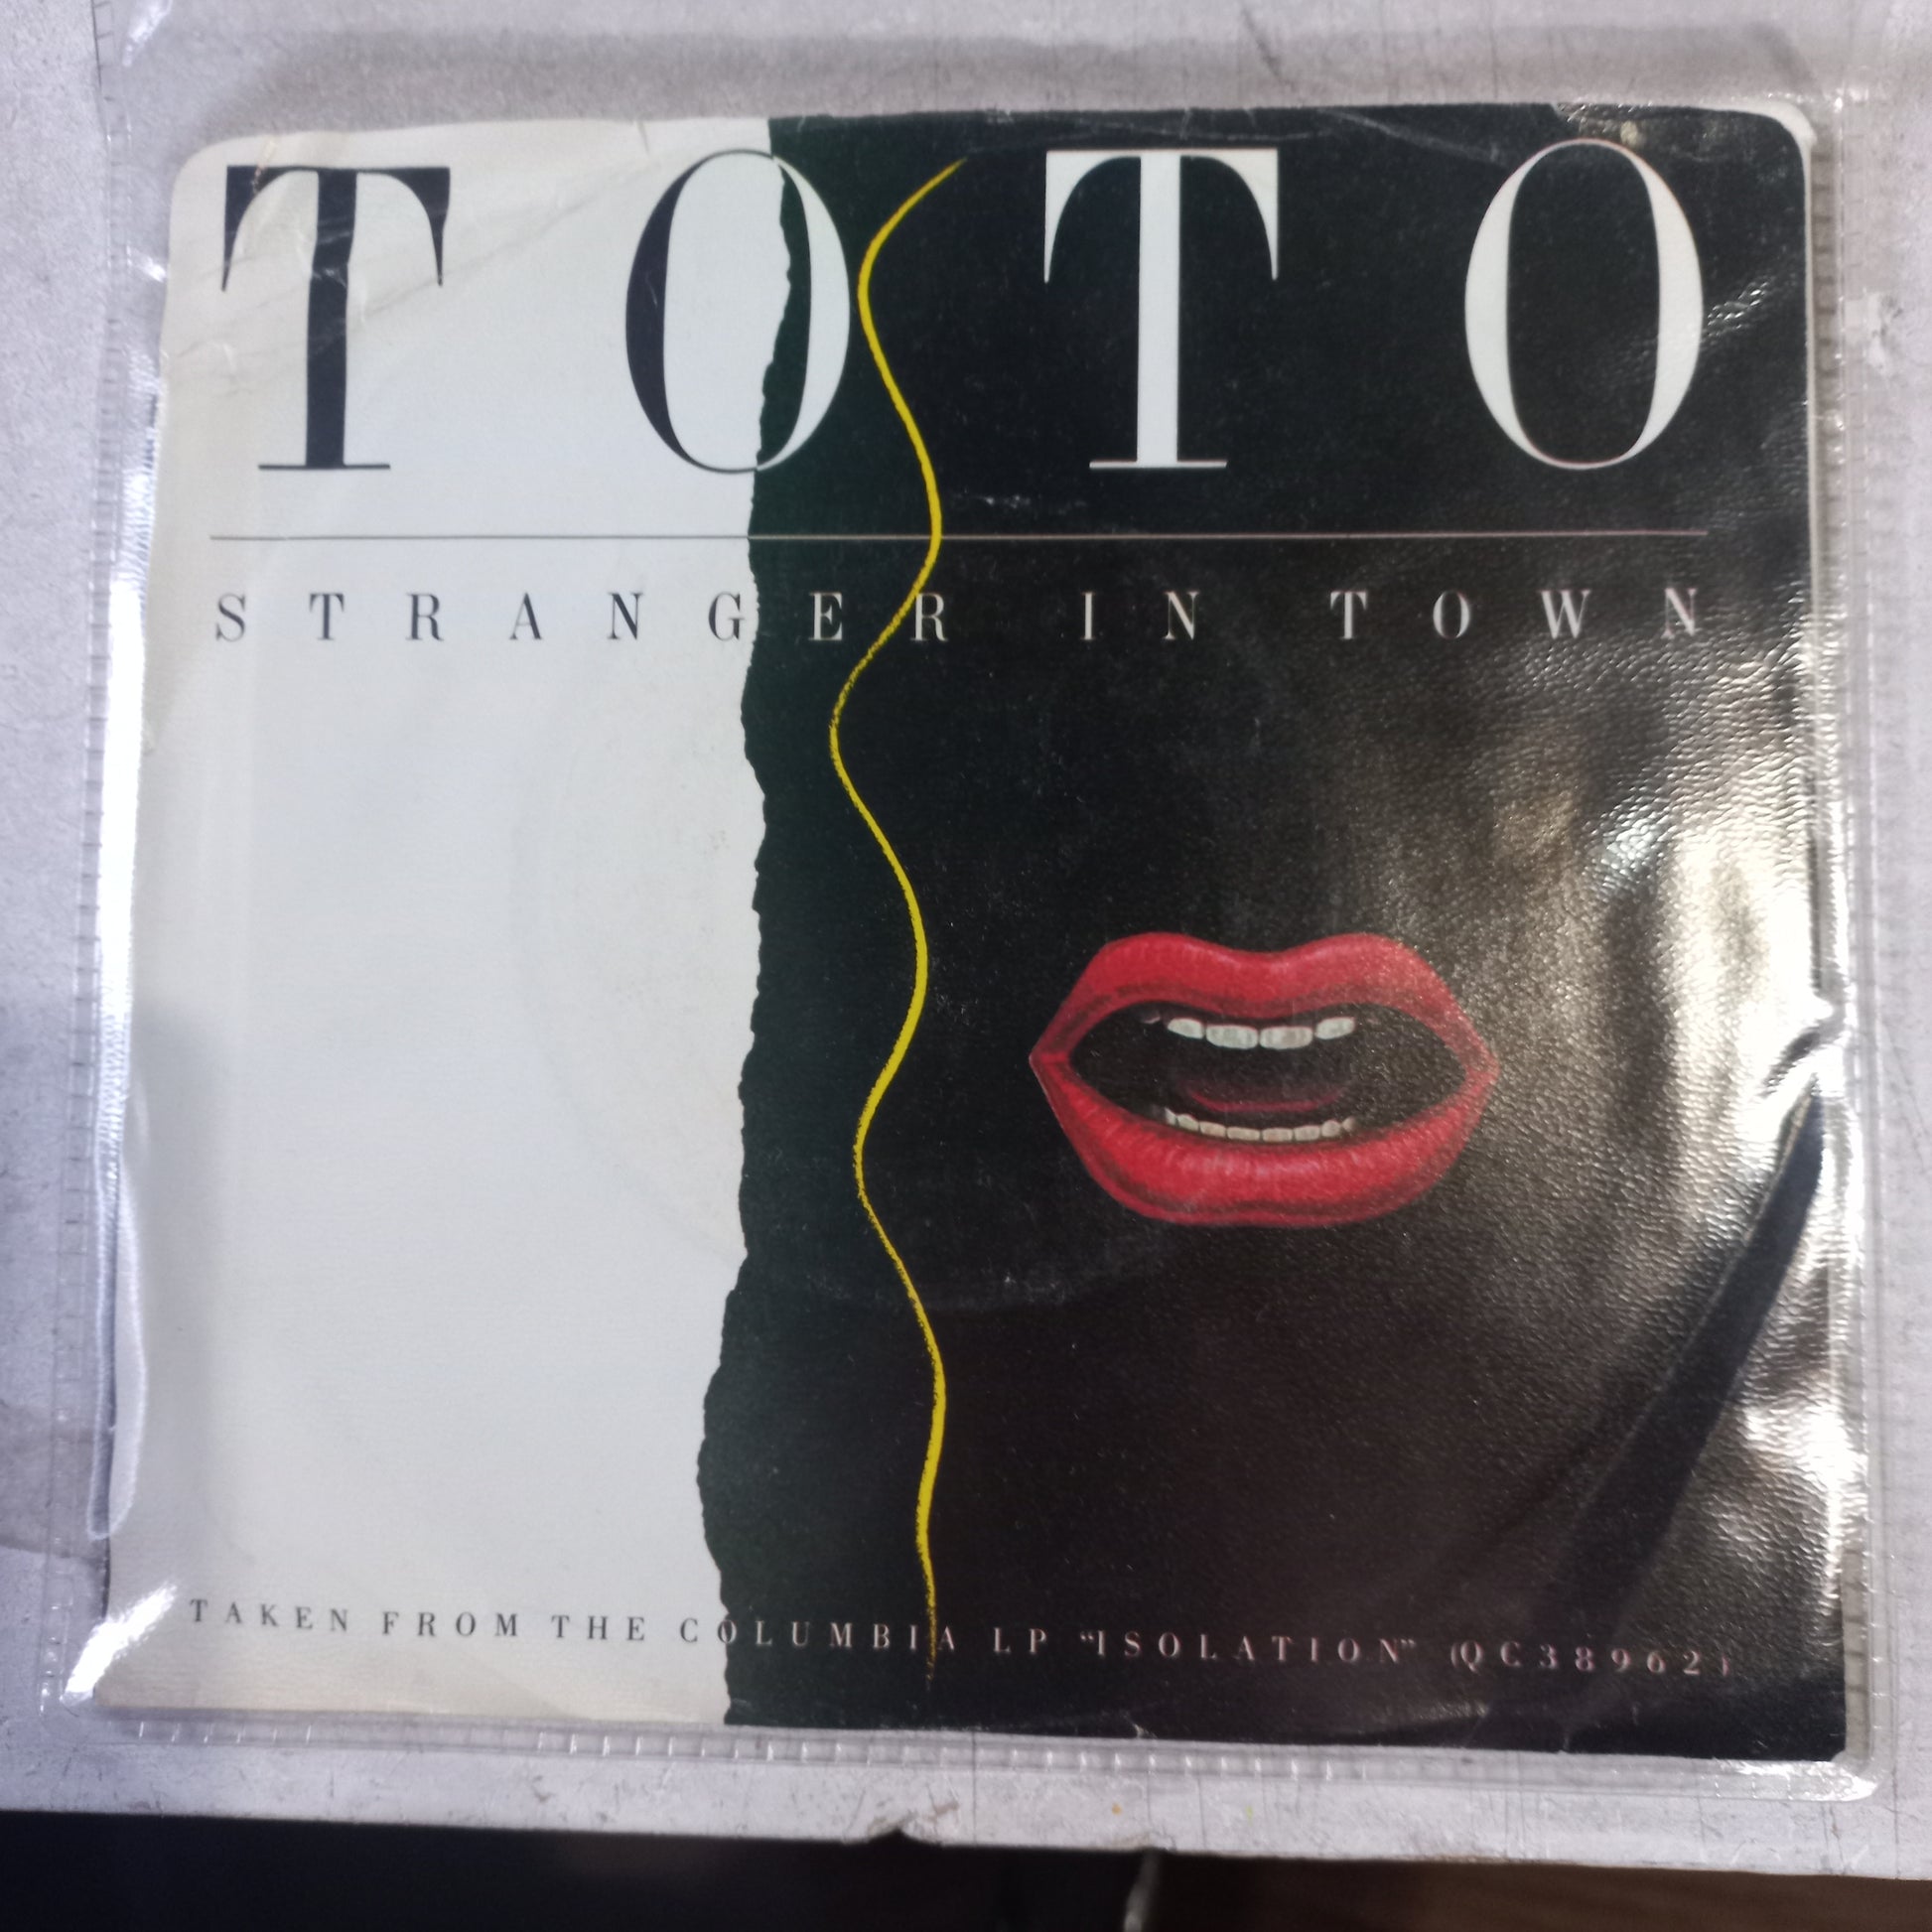 TOTO
STRANGER IN TOWN
TAKEN FROM THE COLUMBIA LP “ISOLATION” (QC38962)